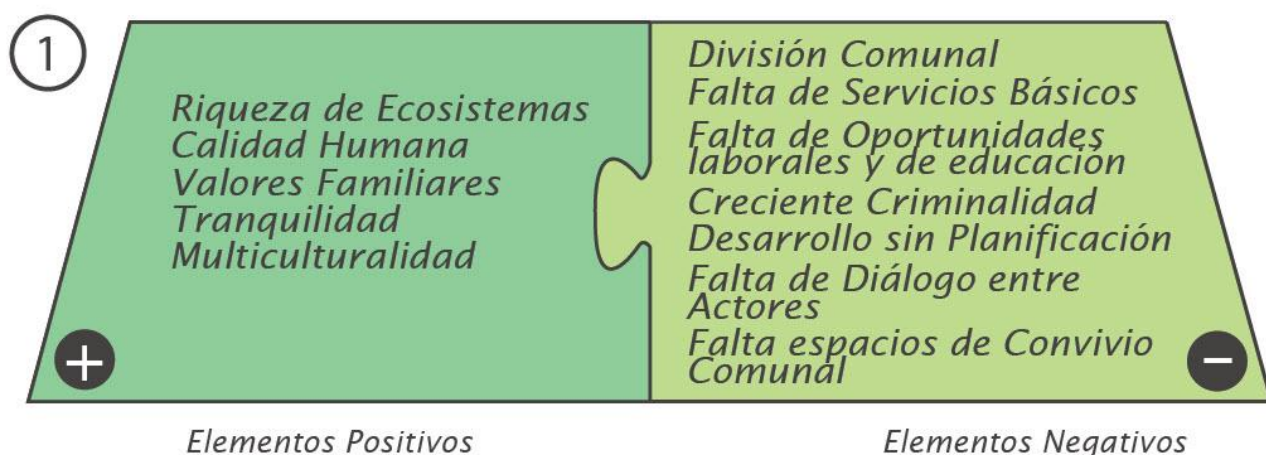 1
Riqueza de Ecosistemas
Calidad Humana
Valores Familiares
Tranquilidad
Multiculturalidad
+
Elementos Positivos
División Comunal
Falta de Servicios Básicos
Falta de Oportunidades
laborales y de educación
Creciente Criminalidad
Desarrollo sin Planificación
Falta de Diálogo entre
Actores
Falta espacios de Convivio
Comunal
−
Elementos Negativos